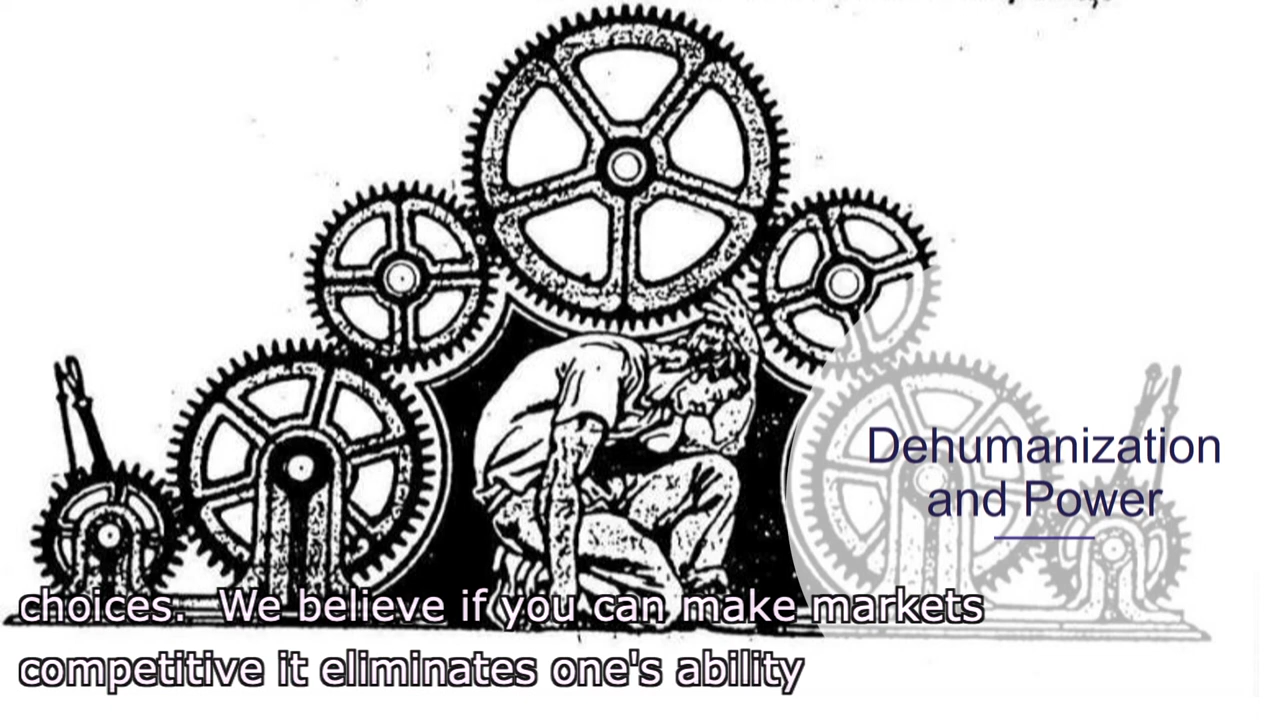 Dehumanization
and Power
choices. We believe if you can make markets
competitive it eliminates one's ability